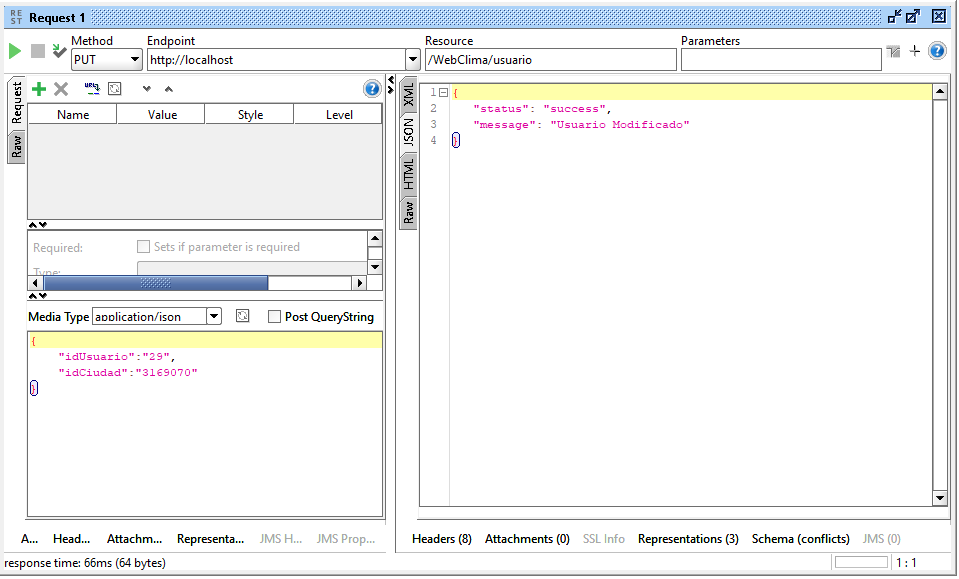 RE
ST
Request 1
Method
Endpoint
Resource
Parameters
PUT
http://localhost
/WebClima/usuario
Request
Raw
Name
Value
Style
Level
Required:
Sets if parameter is required
Type:
Media Type
application/json
Post QueryString
{
"idUsuario":"29",
"idCiudad":"3169070"
}
XML
JSON
HTML
Raw
1 {
2 "status": "success",
3 "message": "Usuario Modificado"
4 }
A...
Head...
Attachm...
Representa...
JMS H...
JMS Prop...
Headers (8)
Attachments (0)
SSL Info
Representations (3)
Schema (conflicts)
JMS (0)
response time: 66ms (64 bytes)
1 : 1